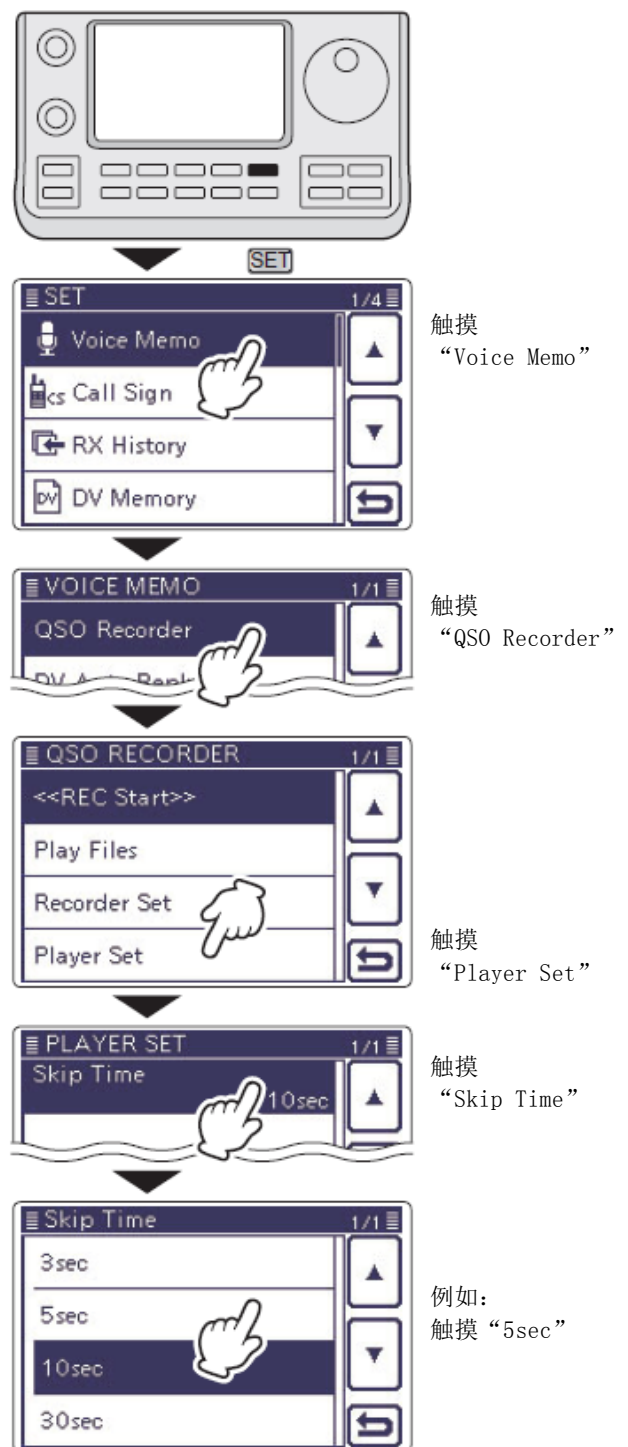 SET
SET 1/4
Voice Memo
触摸
“Voice Memo”
CS Call Sign
RX History
DV DV Memory
VOICE MEMO 1/1
QSO Recorder
触摸
“QSO Recorder”
QSO RECORDER 1/1
<<REC Start>>
Play Files
Recorder Set
Player Set
触摸
“Player Set”
PLAYER SET 1/1
Skip Time
10sec
触摸
“Skip Time”
Skip Time 1/1
3sec
5sec
例如：
触摸“5sec”
10sec
30sec